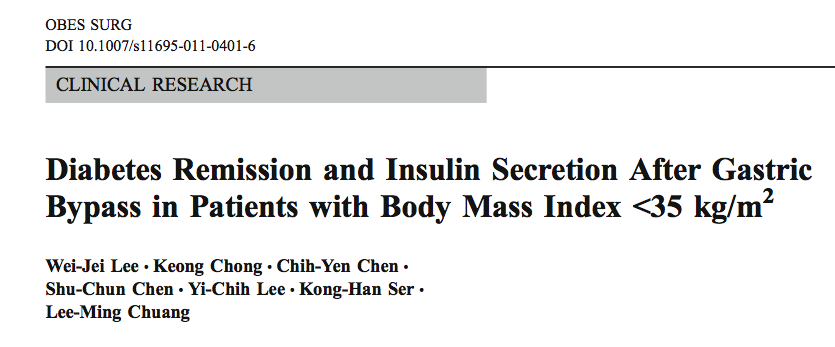 OBES SURG
DOI 10.1007/s11695-011-0401-6
CLINICAL RESEARCH
Diabetes Remission and Insulin Secretion After Gastric
Bypass in Patients with Body Mass Index <35 kg/m²
Wei-Jei Lee · Keong Chong · Chih-Yen Chen ·
Shu-Chun Chen · Yi-Chih Lee · Kong-Han Ser ·
Lee-Ming Chuang